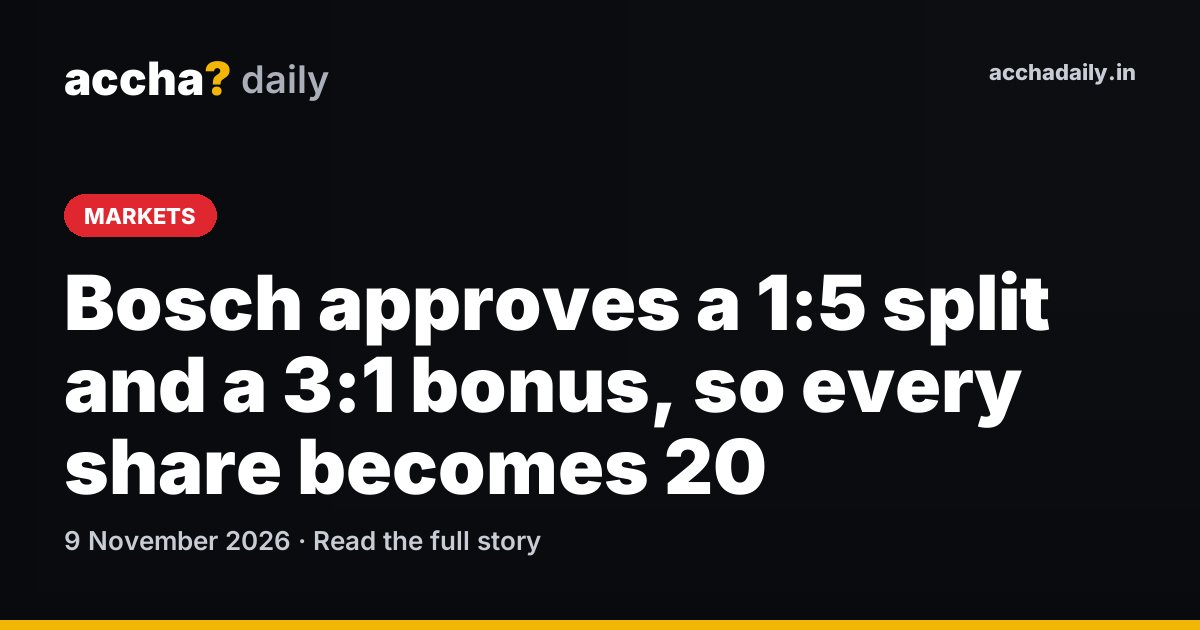 accha? daily
acchadaily.in
MARKETS
Bosch approves a 1:5 split
and a 3:1 bonus, so every
share becomes 20
9 November 2026 · Read the full story